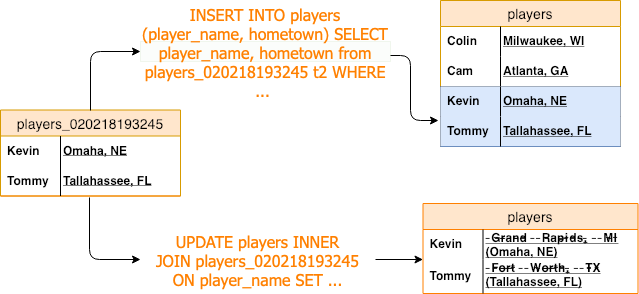 INSERT INTO players
(player_name, hometown) SELECT
player_name, hometown from
players_020218193245 t2 WHERE
...
players
Colin Milwaukee, WI
Cam Atlanta, GA
Kevin Omaha, NE
Tommy Tallahassee, FL
players_020218193245
Kevin Omaha, NE
Tommy Tallahassee, FL
UPDATE players INNER
JOIN players_020218193245
ON player_name SET ...
players
Kevin -Grand--Rapids,--MI
(Omaha, NE)
Tommy -Fort--Worth,--TX
(Tallahassee, FL)